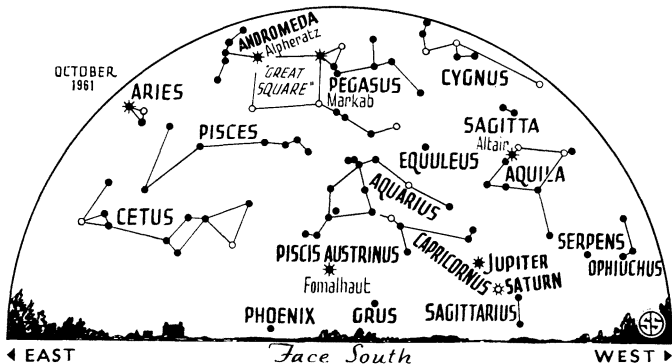 ANDROMEDA
Alpheratz
OCTOBER
1961
ARIES
"GREAT
SQUARE"
PEGASUS
Markab
CYGNUS
PISCES
SAGITTA
Altair
EQUULEUS
AQUILA
AQUARIUS
CETUS
PISCIS AUSTRINUS
Fomalhaut
CAPRICORNUS
JUPITER
SATURN
SERPENS
OPHIUCHUS
PHOENIX
GRUS
SAGITTARIUS
EAST
Face South
WEST